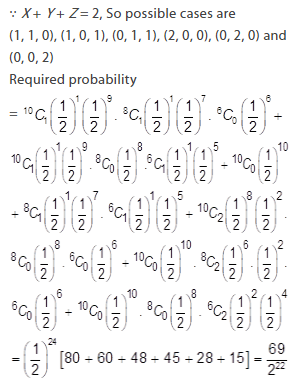 ∵ X + Y + Z = 2, So possible cases are
(1, 1, 0), (1, 0, 1), (0, 1, 1), (2, 0, 0), (0, 2, 0) and
(0, 0, 2)
Required probability
= ¹⁰C₁(1/2)¹(1/2)⁹ . ⁸C₁(1/2)¹(1/2)⁷ . ⁶C₀(1/2)⁶ +
¹⁰C₁(1/2)¹(1/2)⁹ . ⁸C₀(1/2)⁸ . ⁶C₁(1/2)¹(1/2)⁵ + ¹⁰C₀(1/2)¹⁰
+ ⁸C₁(1/2)¹(1/2)⁷ . ⁶C₁(1/2)¹(1/2)⁵ + ¹⁰C₂(1/2)⁸(1/2)² .
⁸C₀(1/2)⁸ . ⁶C₀(1/2)⁶ + ¹⁰C₀(1/2)¹⁰ . ⁸C₂(1/2)⁶ . (1/2)² .
⁶C₀(1/2)⁶ + ¹⁰C₀(1/2)¹⁰ . ⁸C₀(1/2)⁸ . ⁶C₂(1/2)²(1/2)⁴
= (1/2)²⁴ [80 + 60 + 48 + 45 + 28 + 15] = 69/2²²